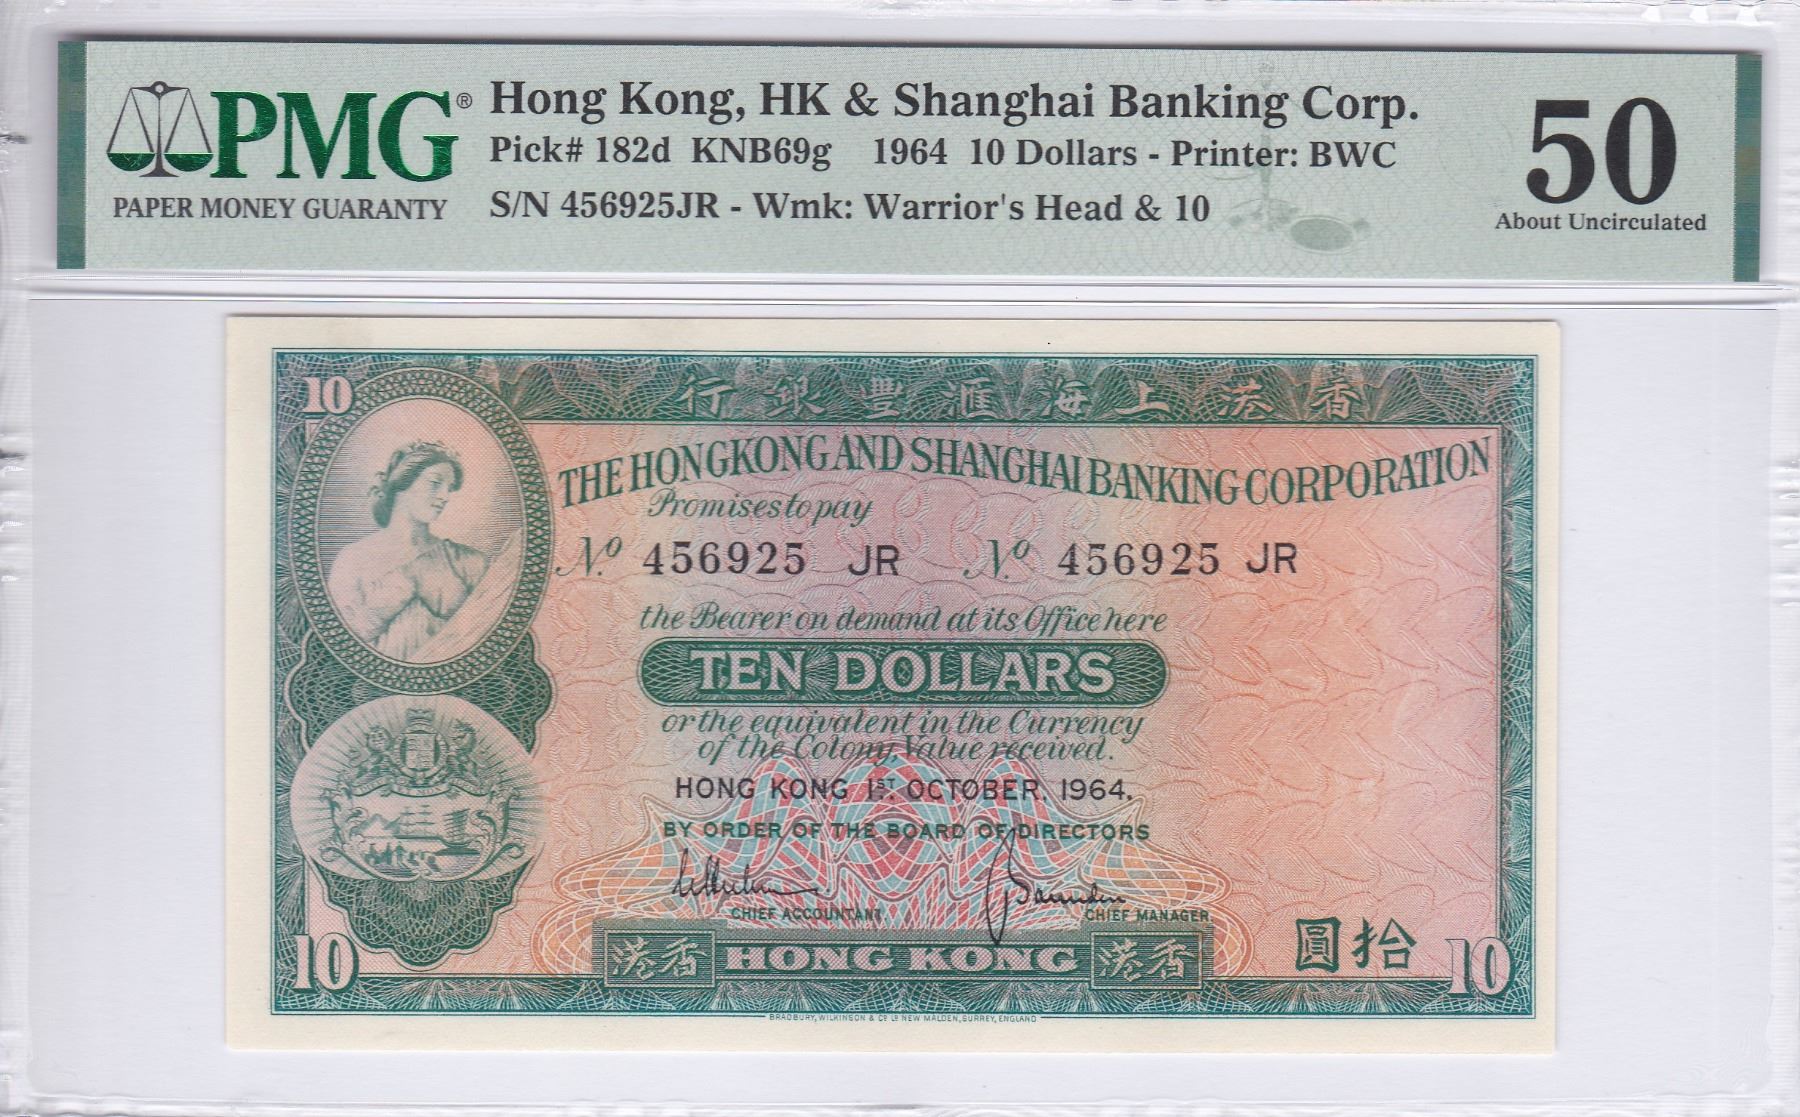 PMG®
PAPER MONEY GUARANTY
Hong Kong, HK & Shanghai Banking Corp.
Pick# 182d KNB69g 1964 10 Dollars - Printer: BWC
S/N 456925JR - Wmk: Warrior's Head & 10
50
About Uncirculated
10
行銀豐滙海上港香
THE HONGKONG AND SHANGHAI BANKING CORPORATION
Promises to pay
No. 456925 JR No. 456925 JR
the Bearer on demand at its Office here
TEN DOLLARS
or the equivalent in the Currency
of the Colony, Value received.
HONG KONG 1ST. OCTOBER, 1964.
BY ORDER OF THE BOARD OF DIRECTORS
CHIEF ACCOUNTANT. CHIEF MANAGER.
圓拾
10 港香 HONG KONG 港香 10
BRADBURY, WILKINSON & Co. Ld. NEW MALDEN, SURREY, ENGLAND